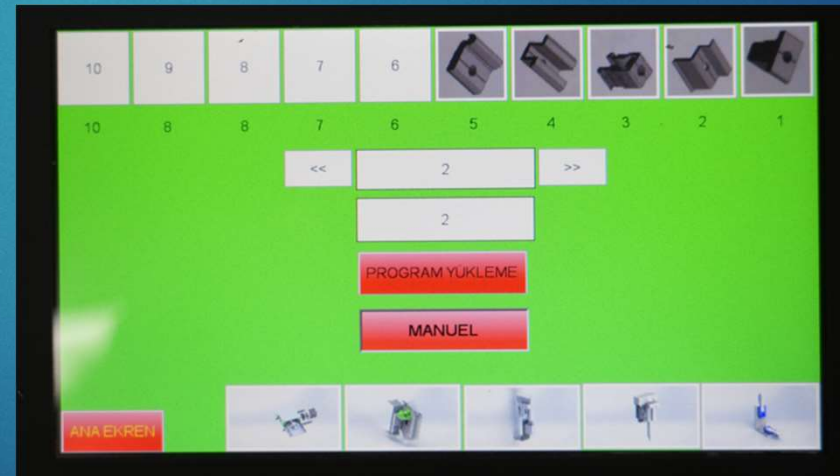 10 9 8 7 6
10 8 8 7 6 5 4 3 2 1
<< 2 >>
2
PROGRAM YÜKLEME
MANUEL
ANA EKREN